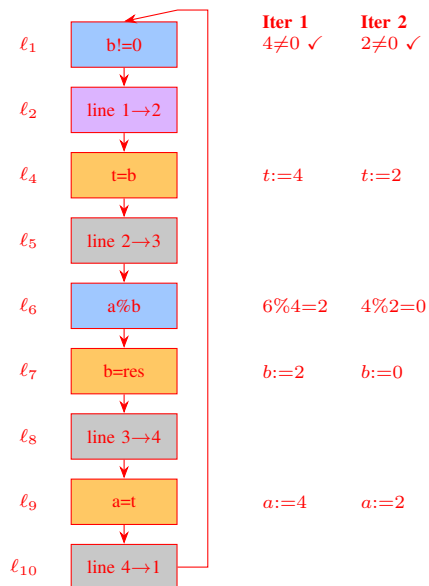 Iter 1 Iter 2
ℓ1 b!=0 4≠0 ✓ 2≠0 ✓
ℓ2 line 1→2
ℓ4 t=b t:=4 t:=2
ℓ5 line 2→3
ℓ6 a%b 6%4=2 4%2=0
ℓ7 b=res b:=2 b:=0
ℓ8 line 3→4
ℓ9 a=t a:=4 a:=2
ℓ10 line 4→1